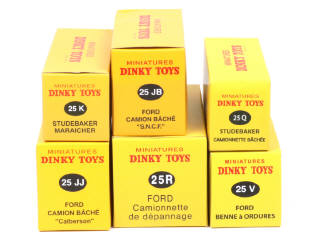 MINIATURES
DINKY TOYS
25 K
STUDEBAKER
MARAICHER
MINIATURES
DINKY TOYS
25 JB
FORD
CAMION BÂCHÉ
"S.N.C.F."
MINIATURES
DINKY TOYS
25 Q
STUDEBAKER
CAMIONNETTE BÂCHÉE
MINIATURES
DINKY TOYS
25 JJ
FORD
CAMION BÂCHÉ
"Calberson"
MINIATURES
DINKY TOYS
25R
FORD
Camionnette
de dépannage
MINIATURES
DINKY TOYS
25 V
FORD
BENNE A ORDURES